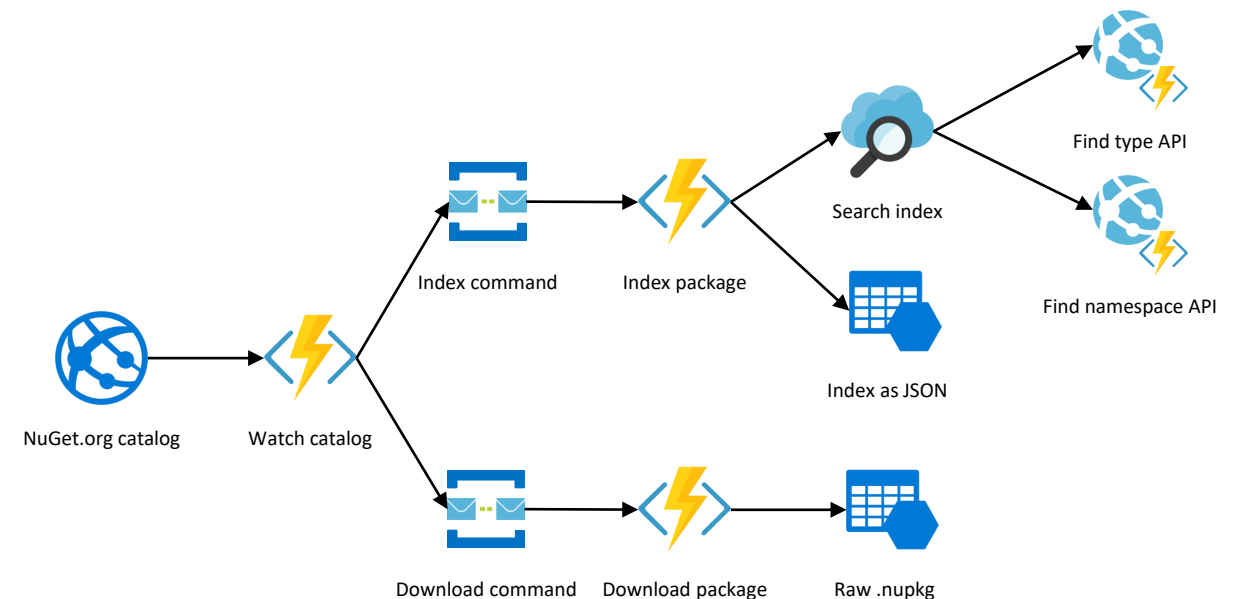 Find type API
Search index
Index command
Index package
Find namespace API
Index as JSON
NuGet.org catalog
Watch catalog
Download command
Download package
Raw .nupkg